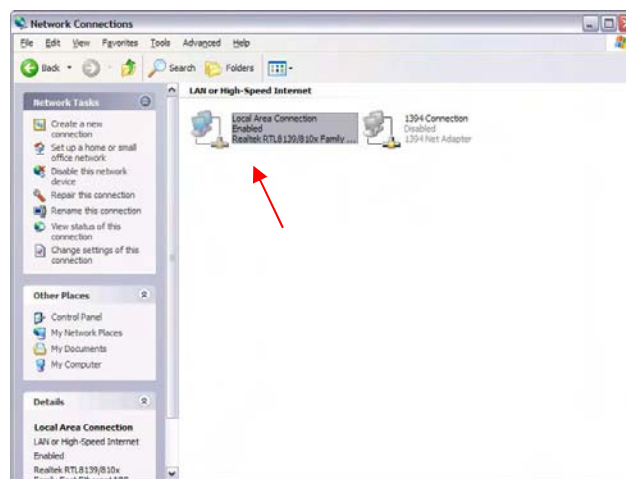 Network Connections
File Edit View Favorites Tools Advanced Help
Back Search Folders
Network Tasks
Create a new
connection
Set up a home or small
office network
Disable this network
device
Repair this connection
Rename this connection
View status of this
connection
Change settings of this
connection
Other Places
Control Panel
My Network Places
My Documents
My Computer
Details
Local Area Connection
LAN or High-Speed Internet
Enabled
Realtek RTL8139/810x
LAN or High-Speed Internet
Local Area Connection
Enabled
Realtek RTL8139/810x Family ...
1394 Connection
Disabled
1394 Net Adapter